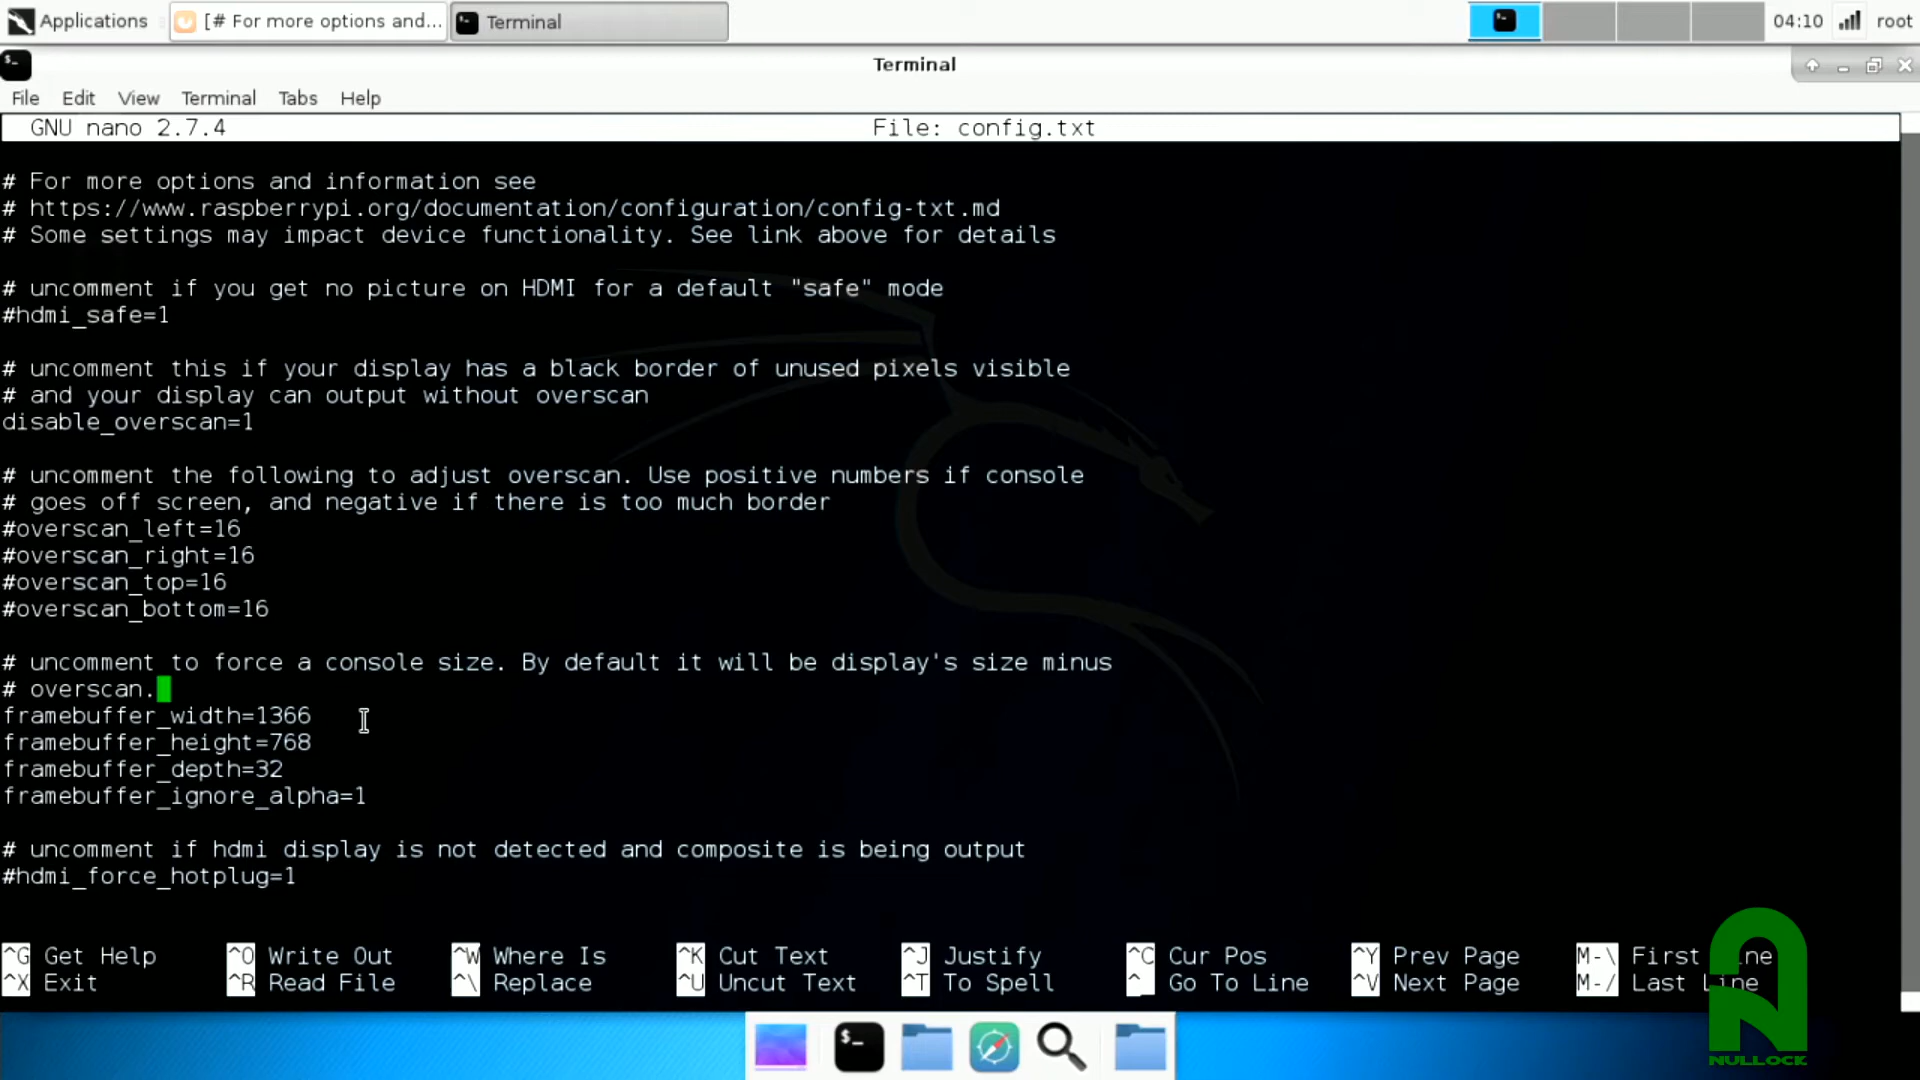 Applications
[# For more options and...
Terminal
04:10
root
Terminal
File Edit View Terminal Tabs Help
GNU nano 2.7.4 File: config.txt
# For more options and information see
# https://www.raspberrypi.org/documentation/configuration/config-txt.md
# Some settings may impact device functionality. See link above for details
# uncomment if you get no picture on HDMI for a default "safe" mode
#hdmi_safe=1
# uncomment this if your display has a black border of unused pixels visible
# and your display can output without overscan
disable_overscan=1
# uncomment the following to adjust overscan. Use positive numbers if console
# goes off screen, and negative if there is too much border
#overscan_left=16
#overscan_right=16
#overscan_top=16
#overscan_bottom=16
# uncomment to force a console size. By default it will be display's size minus
# overscan.
framebuffer_width=1366
framebuffer_height=768
framebuffer_depth=32
framebuffer_ignore_alpha=1
# uncomment if hdmi display is not detected and composite is being output
#hdmi_force_hotplug=1
^G Get Help ^O Write Out ^W Where Is ^K Cut Text ^J Justify ^C Cur Pos ^Y Prev Page M-\ First
^X Exit ^R Read File ^\ Replace ^U Uncut Text ^T To Spell ^_ Go To Line ^V Next Page M-/ Last Line
NULLOCK